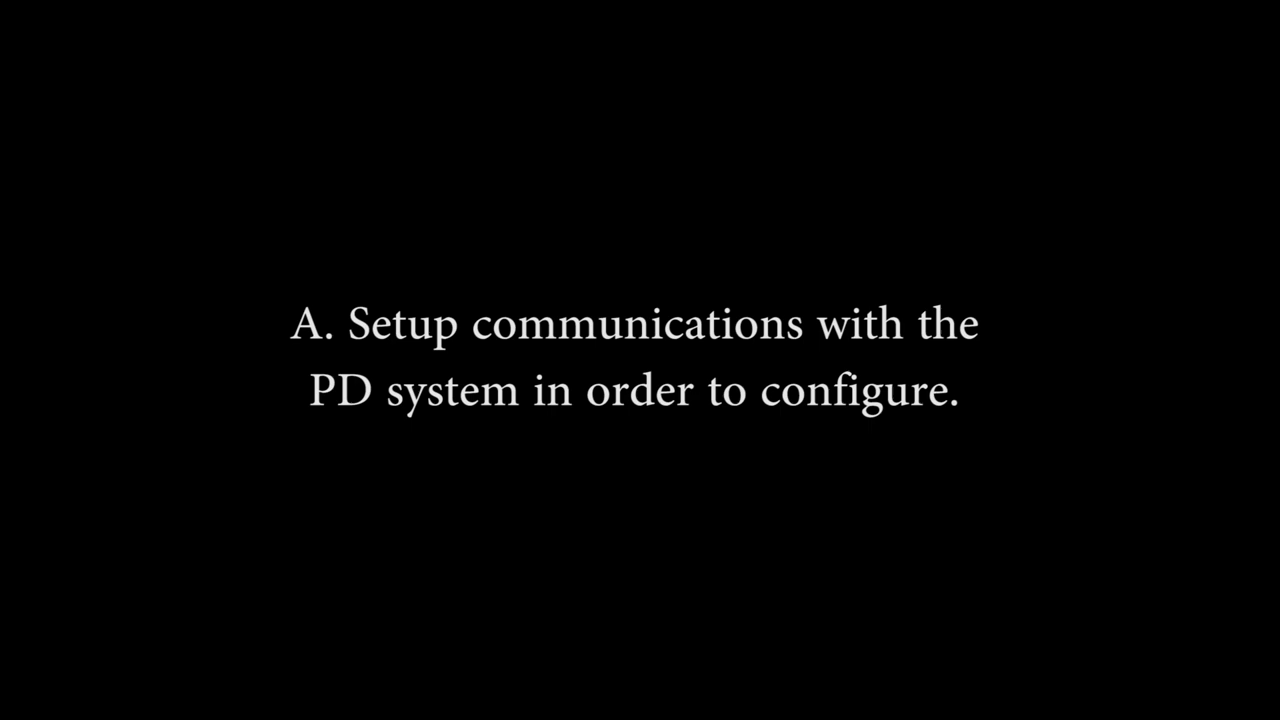 A. Setup communications with the
PD system in order to configure.